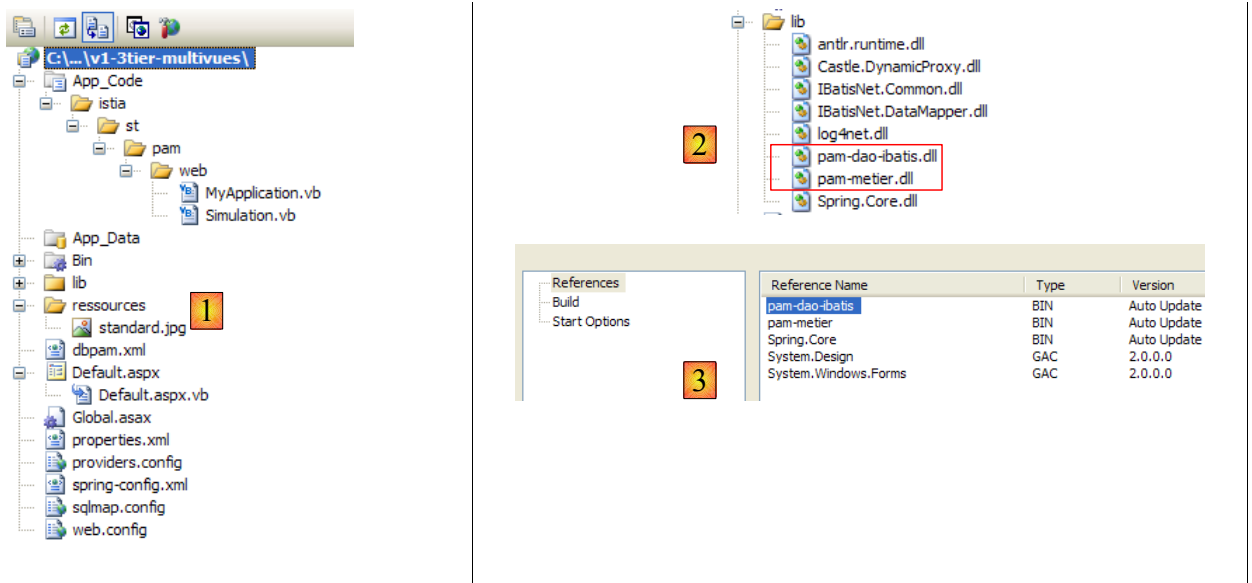 C:\...\v1-3tier-multivues\
App_Code
istia
st
pam
web
MyApplication.vb
Simulation.vb
App_Data
Bin
lib
ressources
1
standard.jpg
dbpam.xml
Default.aspx
Default.aspx.vb
Global.asax
properties.xml
providers.config
spring-config.xml
sqlmap.config
web.config
lib
antlr.runtime.dll
Castle.DynamicProxy.dll
IBatisNet.Common.dll
IBatisNet.DataMapper.dll
log4net.dll
2
pam-dao-ibatis.dll
pam-metier.dll
Spring.Core.dll
References
Build
Start Options
3
Reference Name Type Version
pam-dao-ibatis BIN Auto Update
pam-metier BIN Auto Update
Spring.Core BIN Auto Update
System.Design GAC 2.0.0.0
System.Windows.Forms GAC 2.0.0.0